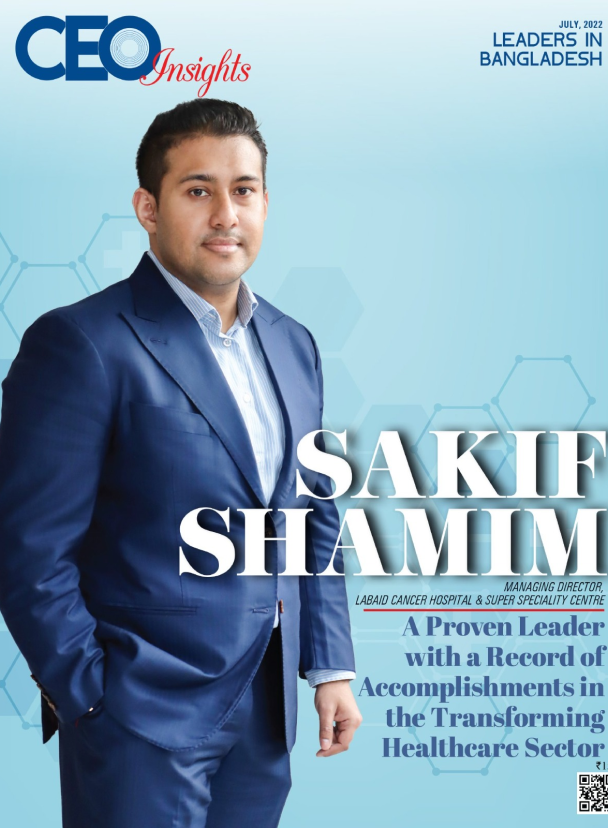 CEO Insights
JULY, 2022
LEADERS IN
BANGLADESH
SAKIF
SHAMIM
MANAGING DIRECTOR,
LABAID CANCER HOSPITAL & SUPER SPECIALITY CENTRE
A Proven Leader
with a Record of
Accomplishments in
the Transforming
Healthcare Sector